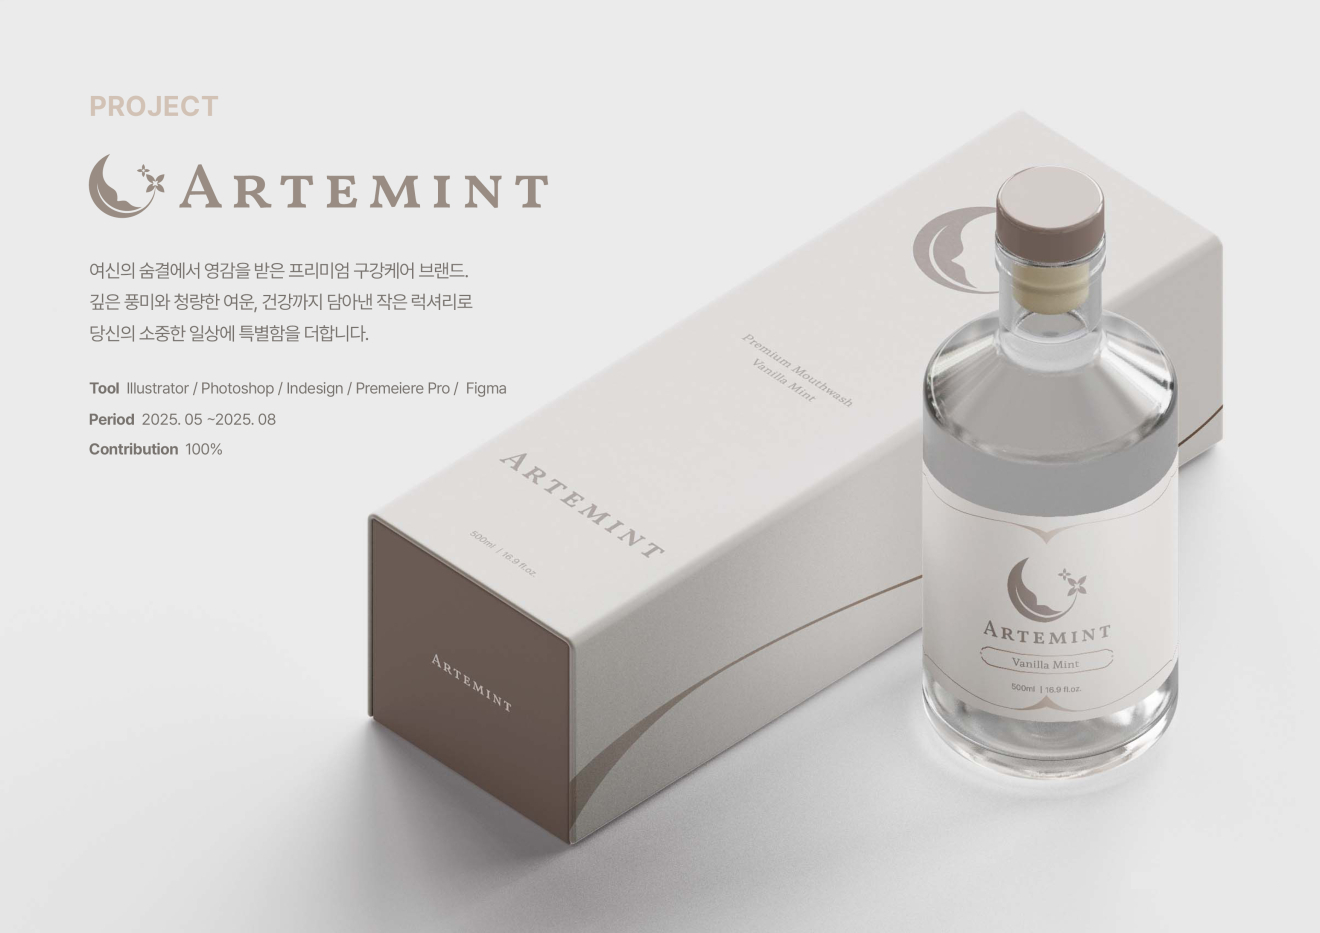 PROJECT
ARTEMINT
여신의 숨결에서 영감을 받은 프리미엄 구강케어 브랜드.
깊은 풍미와 청량한 여운, 건강까지 담아낸 작은 럭셔리로
당신의 소중한 일상에 특별함을 더합니다.
Tool Illustrator / Photoshop / Indesign / Premeiere Pro / Figma
Period 2025. 05 ~2025. 08
Contribution 100%
Premium Mouthwash
Vanilla Mint
ARTEMINT
500ml | 16.9 fl.oz.
ARTEMINT
ARTEMINT
Vanilla Mint
500ml | 16.9 fl.oz.